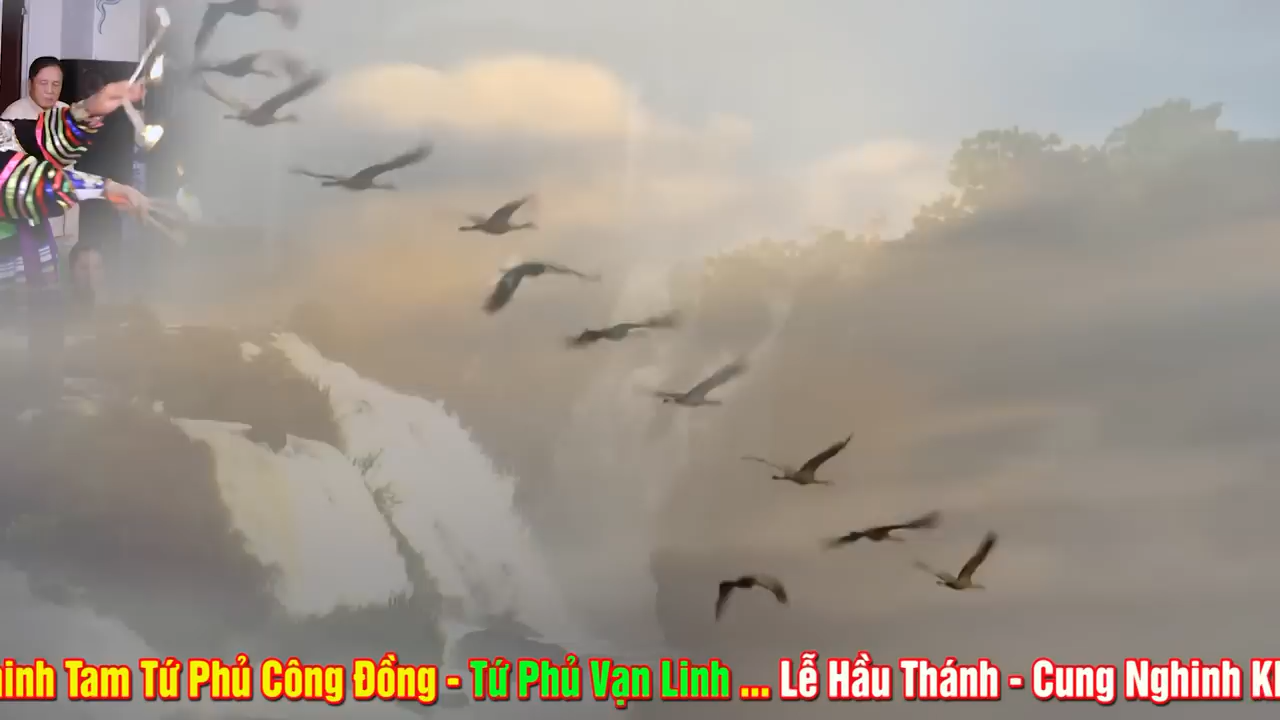 Tam Tứ Phủ Công Đồng - Tứ Phủ Vạn Linh ... Lễ Hầu Thánh - Cung Nghinh